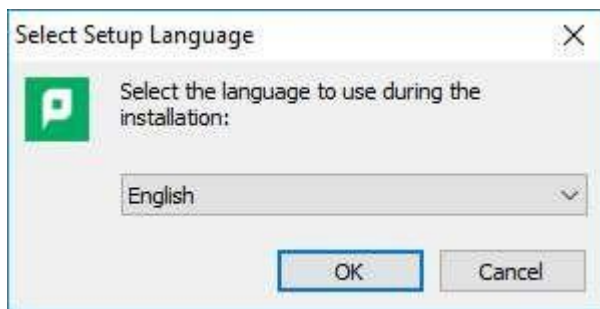 Select Setup Language
Select the language to use during the
installation:
English
OK
Cancel